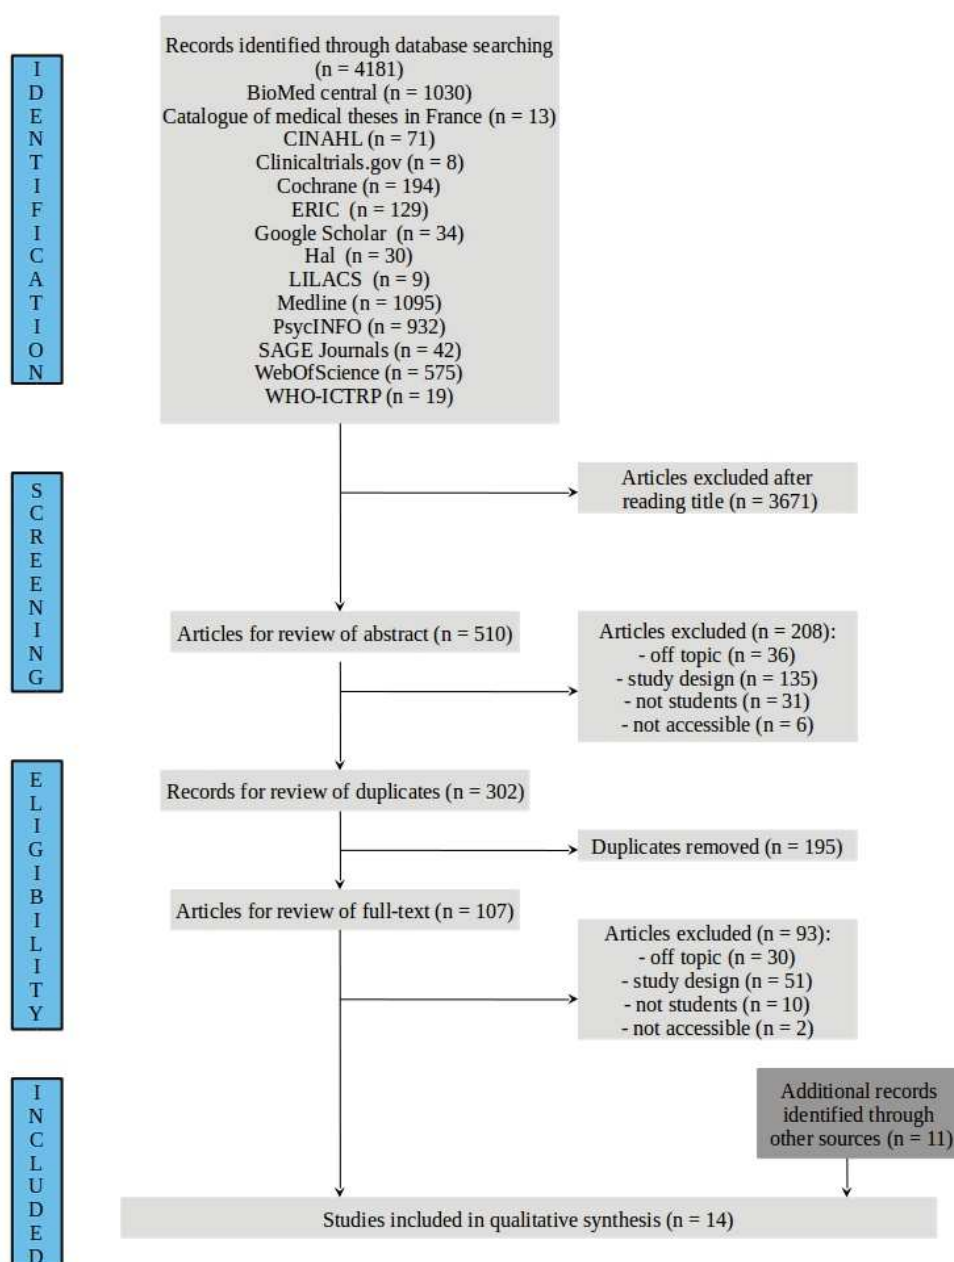 IDENTIFICATION
Records identified through database searching
(n = 4181)
BioMed central (n = 1030)
Catalogue of medical theses in France (n = 13)
CINAHL (n = 71)
Clinicaltrials.gov (n = 8)
Cochrane (n = 194)
ERIC (n = 129)
Google Scholar (n = 34)
Hal (n = 30)
LILACS (n = 9)
Medline (n = 1095)
PsycINFO (n = 932)
SAGE Journals (n = 42)
WebOfScience (n = 575)
WHO-ICTRP (n = 19)
SCREENING
Articles excluded after
reading title (n = 3671)
Articles for review of abstract (n = 510)
Articles excluded (n = 208):
- off topic (n = 36)
- study design (n = 135)
- not students (n = 31)
- not accessible (n = 6)
ELIGIBILITY
Records for review of duplicates (n = 302)
Duplicates removed (n = 195)
Articles for review of full-text (n = 107)
Articles excluded (n = 93):
- off topic (n = 30)
- study design (n = 51)
- not students (n = 10)
- not accessible (n = 2)
INCLUDED
Additional records
identified through
other sources (n = 11)
Studies included in qualitative synthesis (n = 14)